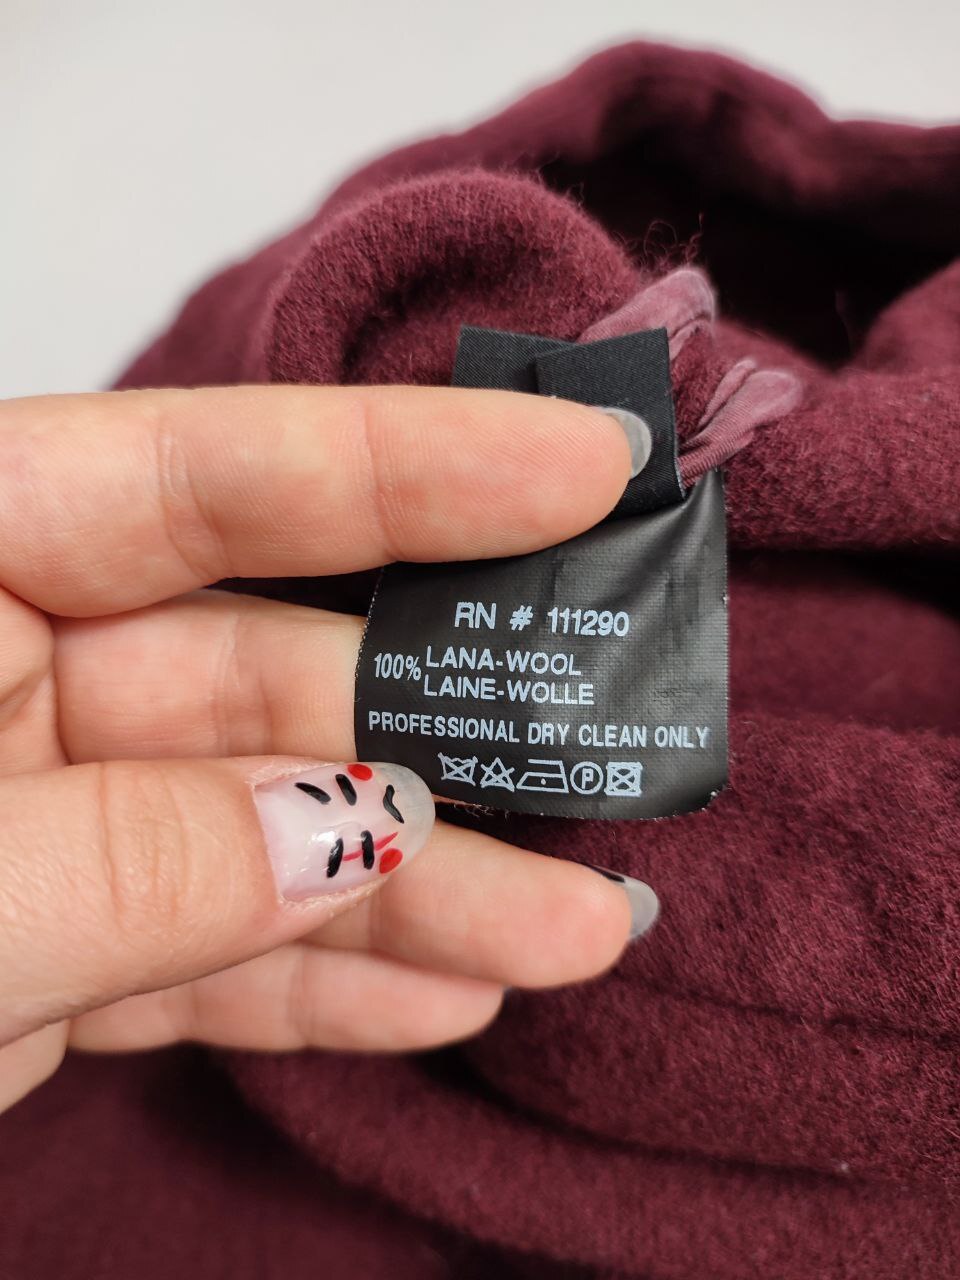 RN # 111290
100% LANA-WOOL
LAINE-WOLLE
PROFESSIONAL DRY CLEAN ONLY
P